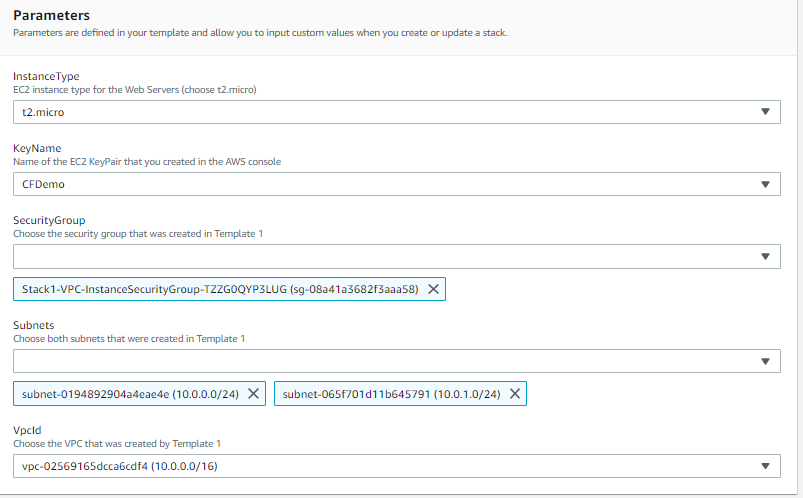 Parameters
Parameters are defined in your template and allow you to input custom values when you create or update a stack.
InstanceType
EC2 instance type for the Web Servers (choose t2.micro)
t2.micro
KeyName
Name of the EC2 KeyPair that you created in the AWS console
CFDemo
SecurityGroup
Choose the security group that was created in Template 1
Stack1-VPC-InstanceSecurityGroup-TZZG0QYP3LUG (sg-08a41a3682f3aaa58)
Subnets
Choose both subnets that were created in Template 1
subnet-0194892904a4eae4e (10.0.0.0/24) subnet-065f701d11b645791 (10.0.1.0/24)
VpcId
Choose the VPC that was created by Template 1
vpc-02569165dcca6cdf4 (10.0.0.0/16)